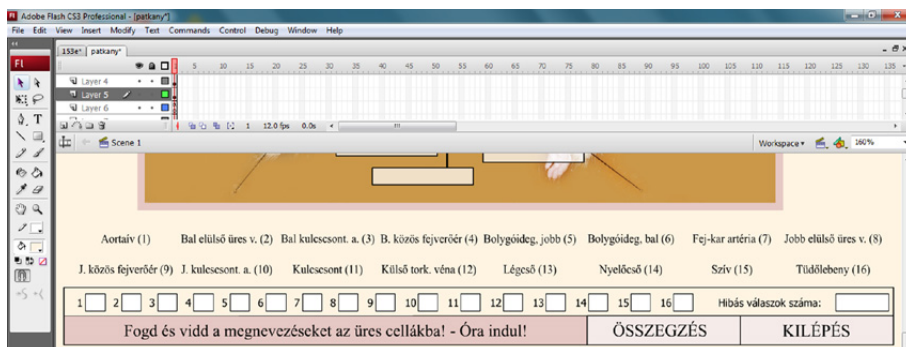 Adobe Flash CS3 Professional - [patkany*]
File Edit View Insert Modify Text Commands Control Debug Window Help
153e* patkany*
Fl
5 10 15 20 25 30 35 40 45 50 55 60 65 70 75 80 85 90 95 100 105 110 115 120 125 130 135
Layer 4
Layer 5
Layer 6
1 12.0 fps 0.0s
Scene 1 Workspace 160%
Aortaív (1) Bal elülső üres v. (2) Bal kulcscsont. a. (3) B. közös fejverőér (4) Bolygóideg, jobb (5) Bolygóideg, bal (6) Fej-kar artéria (7) Jobb elülső üres v. (8)
J. közös fejverőér (9) J. kulcscsont. a. (10) Kulcscsont (11) Külső tork. véna (12) Légcső (13) Nyelőcső (14) Szív (15) Tüdőlebeny (16)
1 2 3 4 5 6 7 8 9 10 11 12 13 14 15 16 Hibás válaszok száma:
Fogd és vidd a megnevezéseket az üres cellákba! - Óra indul! ÖSSZEGZÉS KILÉPÉS